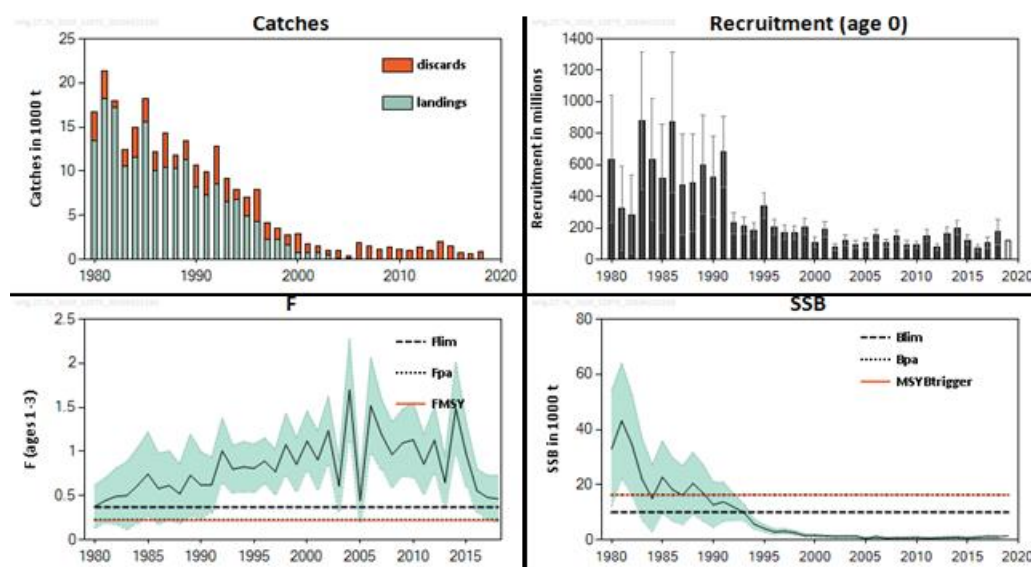 Catches
25
20
15
10
5
0
Catches in 1000 t
discards
landings
1980 1990 2000 2010 2020
Recruitment (age 0)
1400
1200
1000
800
600
400
200
0
Recruitment in millions
1980 1985 1990 1995 2000 2005 2010 2015 2020
F
2.5
2
1.5
1
0.5
0
F (ages 1-3)
Flim
Fpa
FMSY
1980 1985 1990 1995 2000 2005 2010 2015
SSB
80
60
40
20
0
SSB in 1000 t
Blim
Bpa
MSYBtrigger
1980 1985 1990 1995 2000 2005 2010 2015 2020